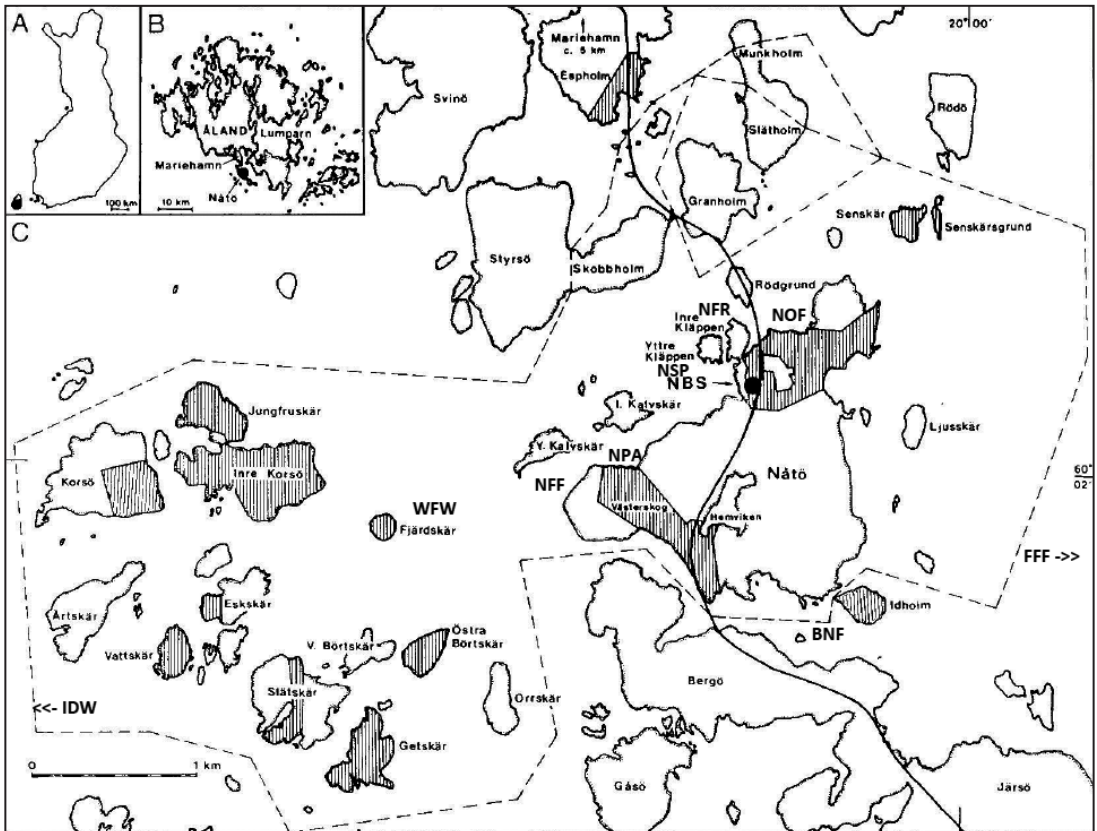 A
100 km
B
ÅLAND
Lumparn
Mariehamn
Nåtö
10 km
C
Mariehamn
c. 5 km
Espholm
Svinö
Munkholm
Slätholm
20° 00'
Rödö
Granholm
Senskär
Senskärsgrund
Styrsö
Skobbholm
Rödgrund
NFR
NOF
Inre
Kläppen
Yttre
Kläppen
NSP
NBS
I. Kalvskär
Y. Kalvskär
NPA
NFF
Ljusskär
Jungfruskär
Korsö
Inre Korsö
WFW
Fjärdskär
Västerskog
Hemviken
Nåtö
60°
02'
FFF ->>
Idholm
BNF
Artskär
Eskskär
Vattskär
V. Börtskär
Östra
Börtskär
Slätskär
Orrskär
Bergö
<<- IDW
Getskär
0 1 km
Gåsö
Järsö